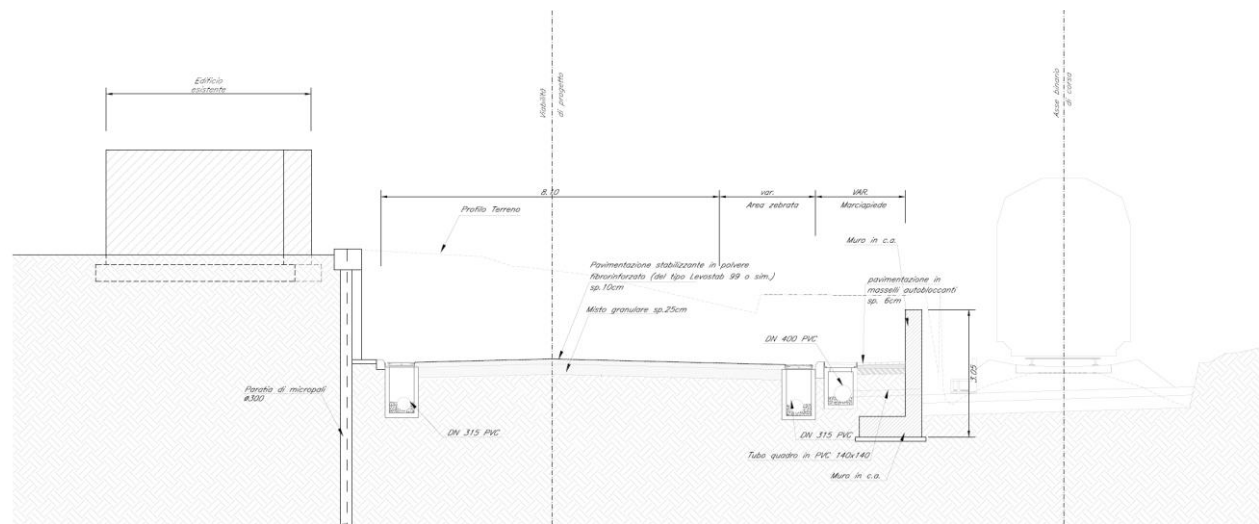 Edificio
esistente
Viabilità
di progetto
Asse binario
di corsa
8.10
var.
VAR.
Area zebrata
Marciapiede
Profilo Terreno
Muro in c.a.
Pavimentazione stabilizzante in polvere
fibrorinforzato (del tipo Levostab 99 o sim.)
sp.10cm
pavimentazione in
masselli autobloccanti
sp. 6cm
Misto granulare sp.25cm
DN 400 PVC
3.05
Paratia di micropali
ø300
DN 315 PVC
DN 315 PVC
Tubo quadro in PVC 140x140
Muro in c.a.